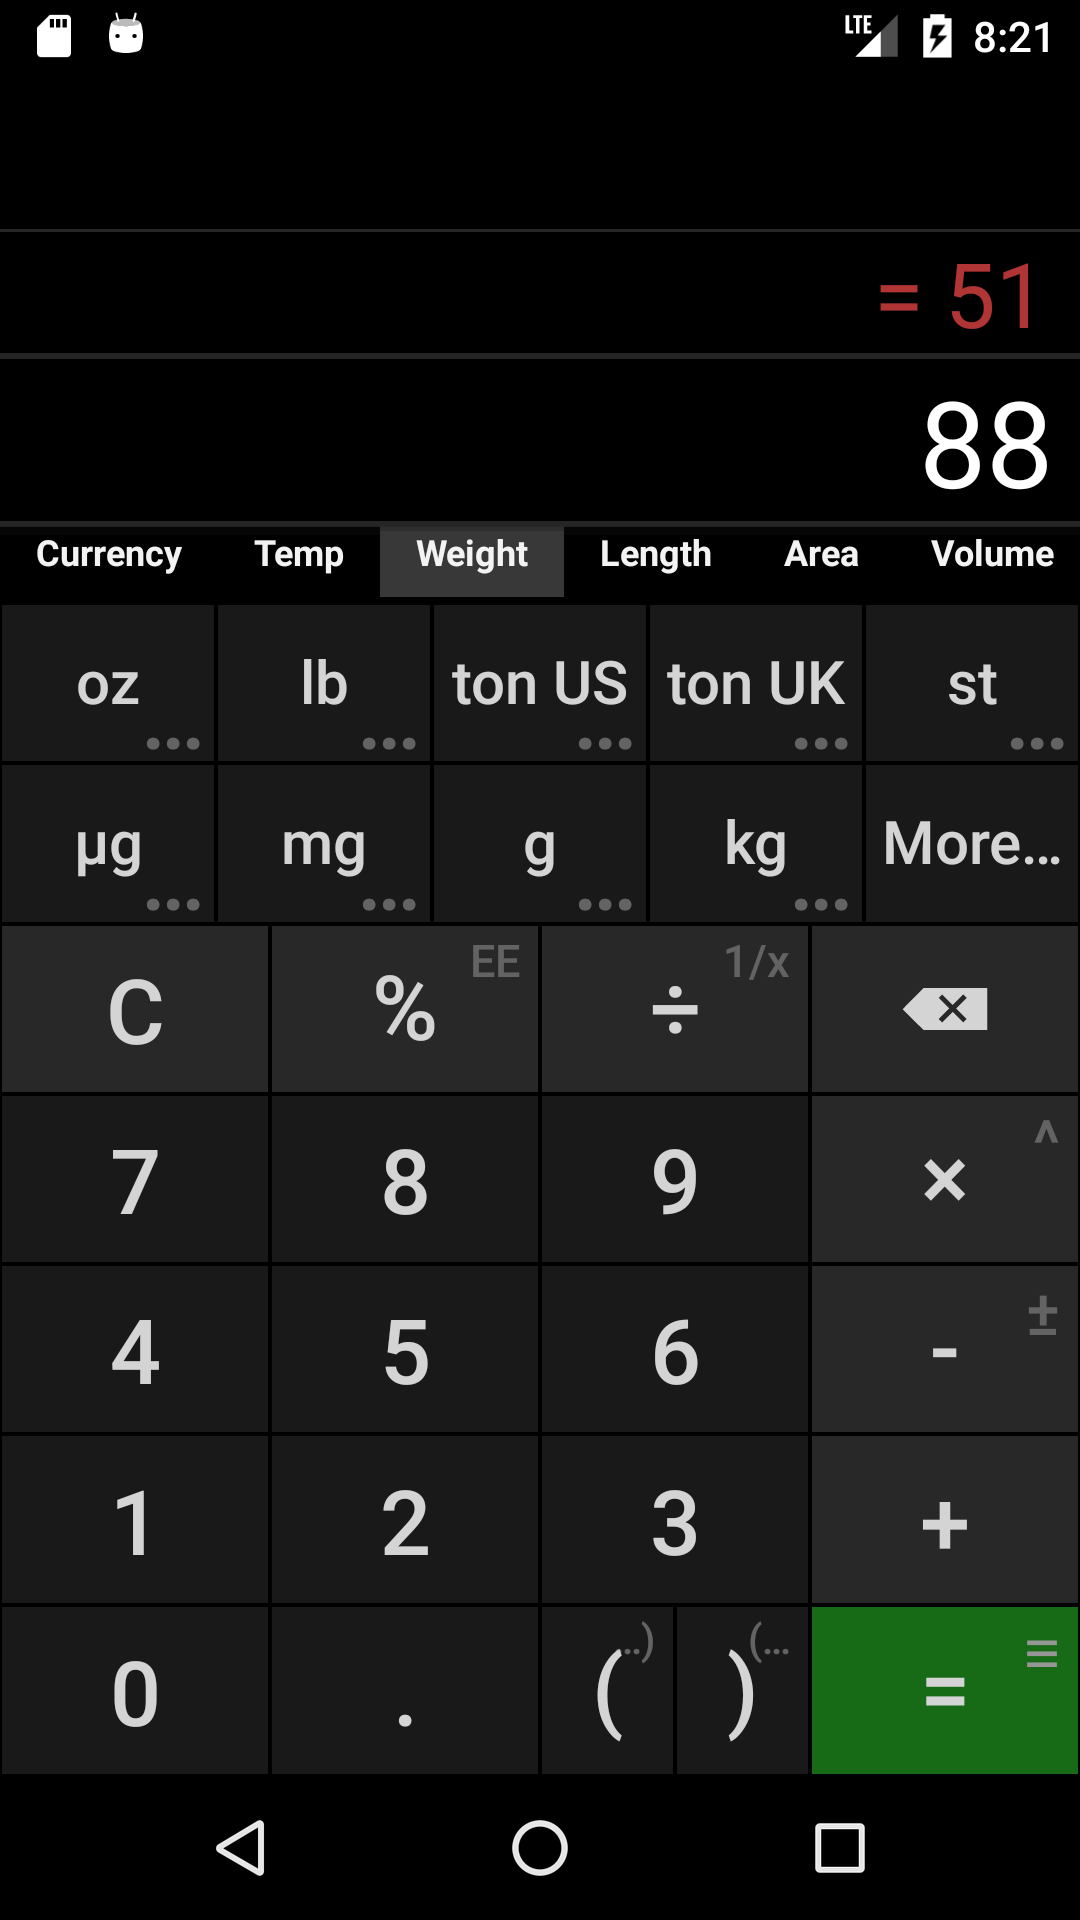 LTE 8:21
= 51
88
Currency Temp Weight Length Area Volume
oz lb ton US ton UK st
µg mg g kg More...
C % EE ÷ 1/x
7 8 9 × ^
4 5 6 - ±
1 2 3 +
0 . ( ..) ) (... =